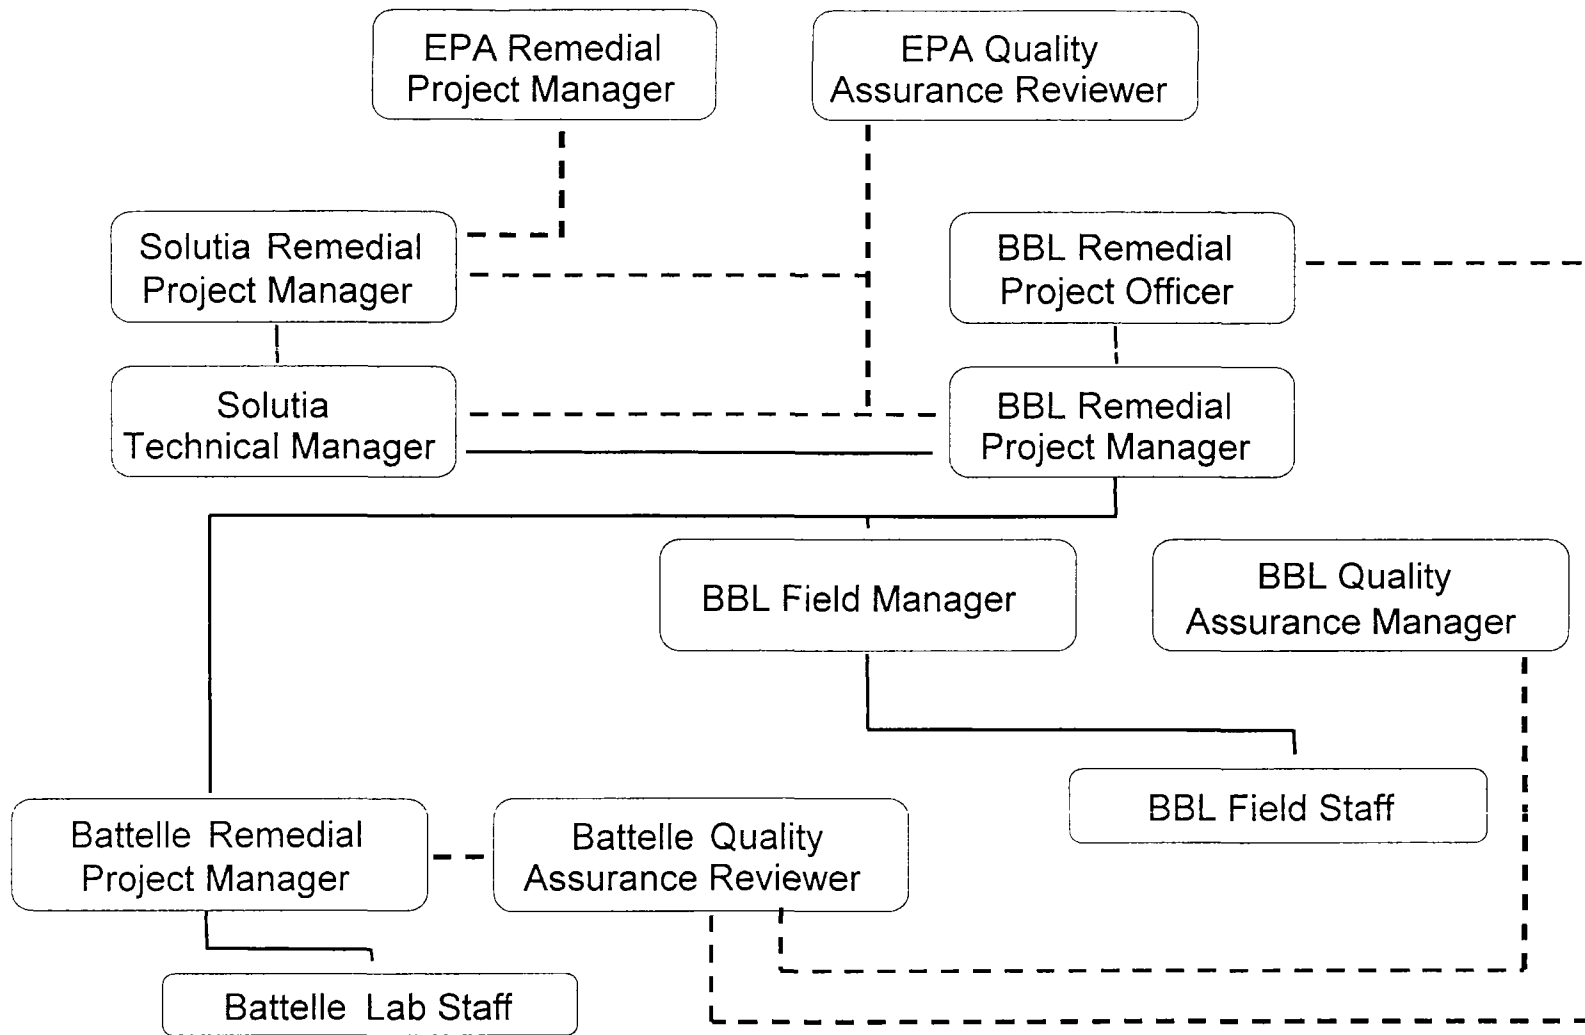 EPA Remedial
Project Manager
EPA Quality
Assurance Reviewer
Solutia Remedial
Project Manager
BBL Remedial
Project Officer
Solutia
Technical Manager
BBL Remedial
Project Manager
BBL Field Manager
BBL Quality
Assurance Manager
BBL Field Staff
Battelle Remedial
Project Manager
Battelle Quality
Assurance Reviewer
Battelle Lab Staff